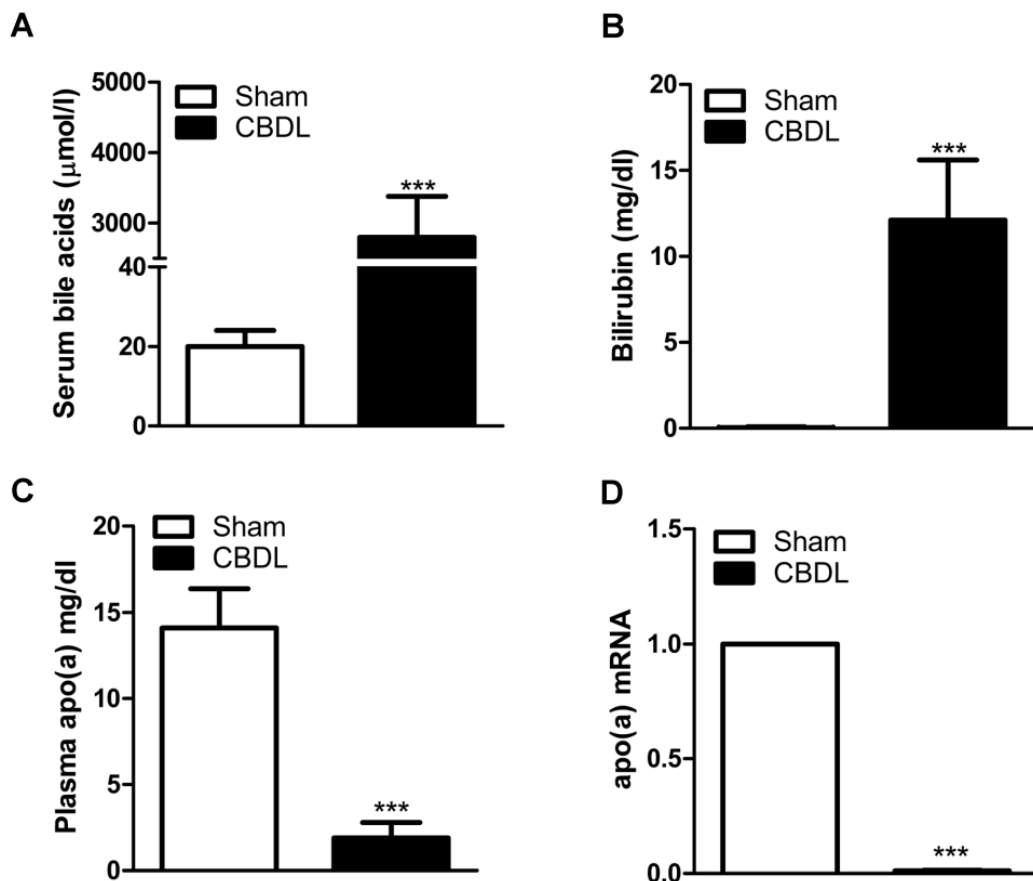 A
Serum bile acids (μmol/l)
5000
4000
3000
40
20
0
Sham
CBDL
***
B
Bilirubin (mg/dl)
20
15
10
5
0
Sham
CBDL
***
C
Plasma apo(a) mg/dl
20
15
10
5
0
Sham
CBDL
***
D
apo(a) mRNA
1.5
1.0
0.5
0.0
Sham
CBDL
***